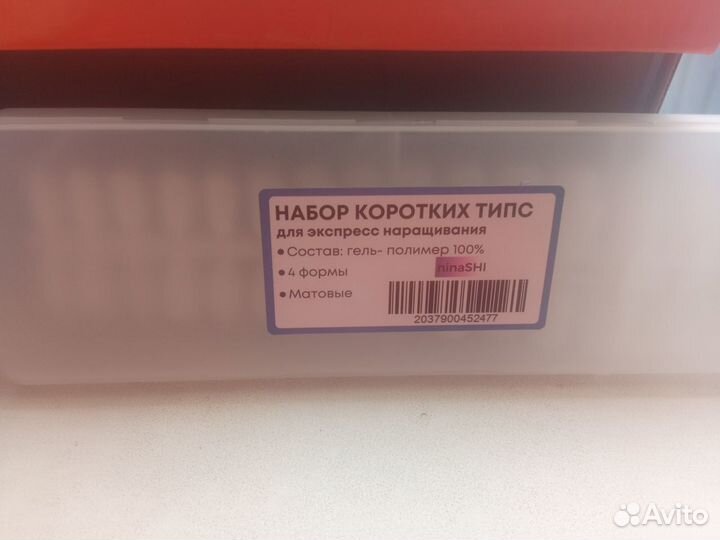 НАБОР КОРОТКИХ ТИПС
для экспресс наращивания
• Состав: гель- полимер 100%
• 4 формы
ninaSHI
• Матовые
2037900452477
Avito